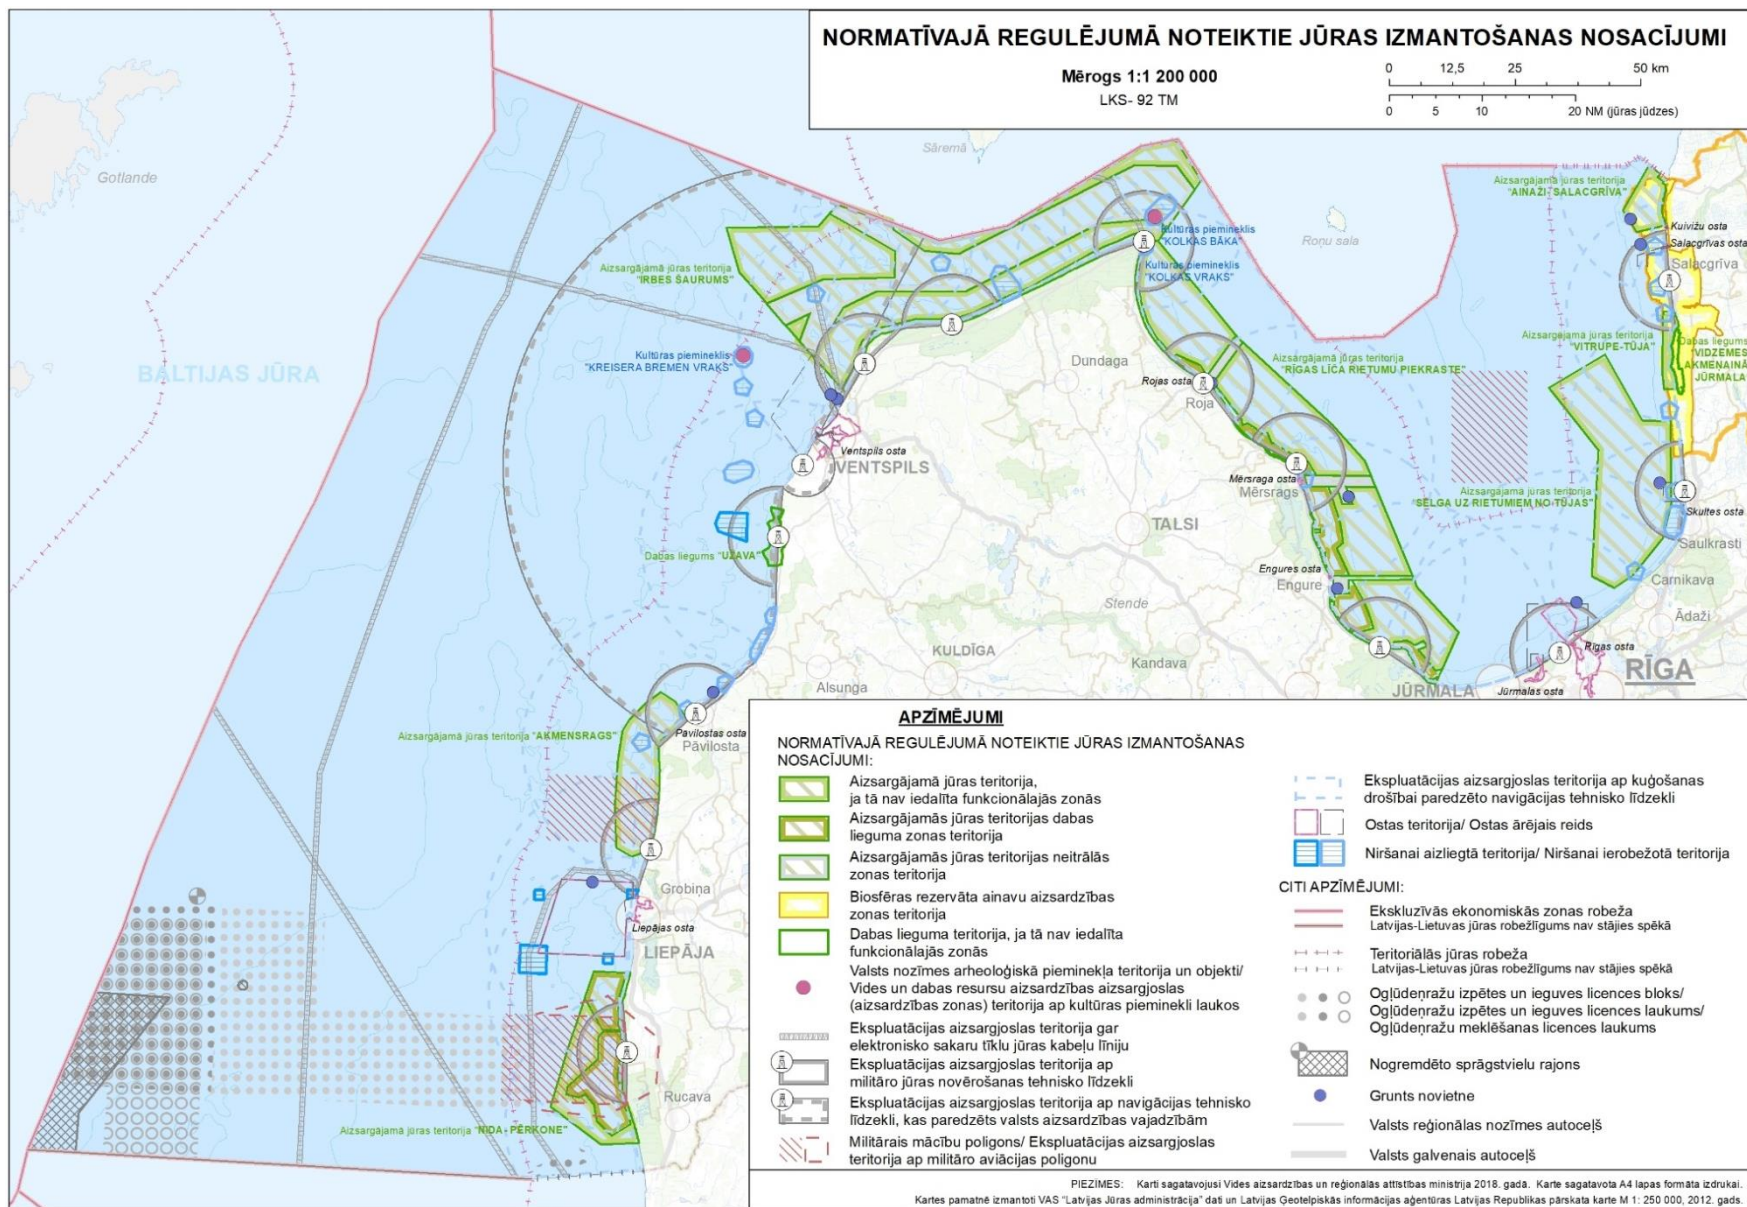 NORMATĪVAJĀ REGULĒJUMĀ NOTEIKTIE JŪRAS IZMANTOŠANAS NOSACĪJUMI
Mērogs 1:1 200 000
LKS- 92 TM
0 12,5 25 50 km
0 5 10 20 NM (jūras jūdzes)
Gotlande
Sāremā
Roņu sala
BALTIJAS JŪRA
Aizsargājamā jūras teritorija
"AINAŽI-SALACGRĪVA"
Kuivižu osta
Salacgrīvas osta
Salacgrīva
Kultūras piemineklis
"KOLKAS BĀKA"
Kultūras piemineklis
"KOLKAS VRAKS"
Aizsargājamā jūras teritorija
"IRBES ŠAURUMS"
Kultūras piemineklis
"KREISERA BREMEN VRAKS"
Aizsargājamā jūras teritorija
"VITRUPE-TŪJA"
Dabas liegums
"VIDZEMES
AKMEŅAINĀ
JŪRMALA"
Aizsargājamā jūras teritorija
"RĪGAS LĪČA RIETUMU PIEKRASTE"
Dundaga
Rojas osta
Roja
Ventspils osta
VENTSPILS
Mērsraga osta
Mērsrags
Aizsargājamā jūras teritorija
"SELGA UZ RIETUMIEM NO TŪJAS"
Skultes osta
Saulkrasti
TALSI
Dabas liegums "UŽAVA"
Engures osta
Engure
Carnikava
Ādaži
Stende
KULDĪGA
Kandava
Rīgas osta
RĪGA
Jūrmalas osta
JŪRMALA
Alsunga
Aizsargājamā jūras teritorija "AKMENSRAGS"
Pāvilostas osta
Pāvilosta
Grobiņa
Liepājas osta
LIEPĀJA
Rucava
Aizsargājamā jūras teritorija "NIDA-PĒRKONE"
APZĪMĒJUMI
NORMATĪVAJĀ REGULĒJUMĀ NOTEIKTIE JŪRAS IZMANTOŠANAS
NOSACĪJUMI:
Aizsargājamā jūras teritorija,
ja tā nav iedalīta funkcionālajās zonās
Aizsargājamās jūras teritorijas dabas
lieguma zonas teritorija
Aizsargājamās jūras teritorijas neitrālās
zonas teritorija
Biosfēras rezervāta ainavu aizsardzības
zonas teritorija
Dabas lieguma teritorija, ja tā nav iedalīta
funkcionālajās zonās
Valsts nozīmes arheoloģiskā pieminekļa teritorija un objekti/
Vides un dabas resursu aizsardzības aizsargjoslas
(aizsardzības zonas) teritorija ap kultūras pieminekli laukos
Ekspluatācijas aizsargjoslas teritorija gar
elektronisko sakaru tīklu jūras kabeļu līniju
Ekspluatācijas aizsargjoslas teritorija ap
militāro jūras novērošanas tehnisko līdzekli
Ekspluatācijas aizsargjoslas teritorija ap navigācijas tehnisko
līdzekli, kas paredzēts valsts aizsardzības vajadzībām
Militārais mācību poligons/ Ekspluatācijas aizsargjoslas
teritorija ap militāro aviācijas poligonu
Ekspluatācijas aizsargjoslas teritorija ap kuģošanas
drošībai paredzēto navigācijas tehnisko līdzekli
Ostas teritorija/ Ostas ārējais reids
Niršanai aizliegtā teritorija/ Niršanai ierobežotā teritorija
CITI APZĪMĒJUMI:
Ekskluzīvās ekonomiskās zonas robeža
Latvijas-Lietuvas jūras robežlīgums nav stājies spēkā
Teritoriālās jūras robeža
Latvijas-Lietuvas jūras robežlīgums nav stājies spēkā
Ogļūdeņražu izpētes un ieguves licences bloks/
Ogļūdeņražu izpētes un ieguves licences laukums/
Ogļūdeņražu meklēšanas licences laukums
Nogremdēto sprāgstvielu rajons
Grunts novietne
Valsts reģionālas nozīmes autoceļš
Valsts galvenais autoceļš
PIEZĪMES: Karti sagatavojusi Vides aizsardzības un reģionālās attīstības ministrija 2018. gadā. Karte sagatavota A4 lapas formāta izdrukai.
Kartes pamatnē izmantoti VAS "Latvijas Jūras administrācija" dati un Latvijas Ģeotelpiskās informācijas aģentūras Latvijas Republikas pārskata karte M 1: 250 000, 2012. gads.